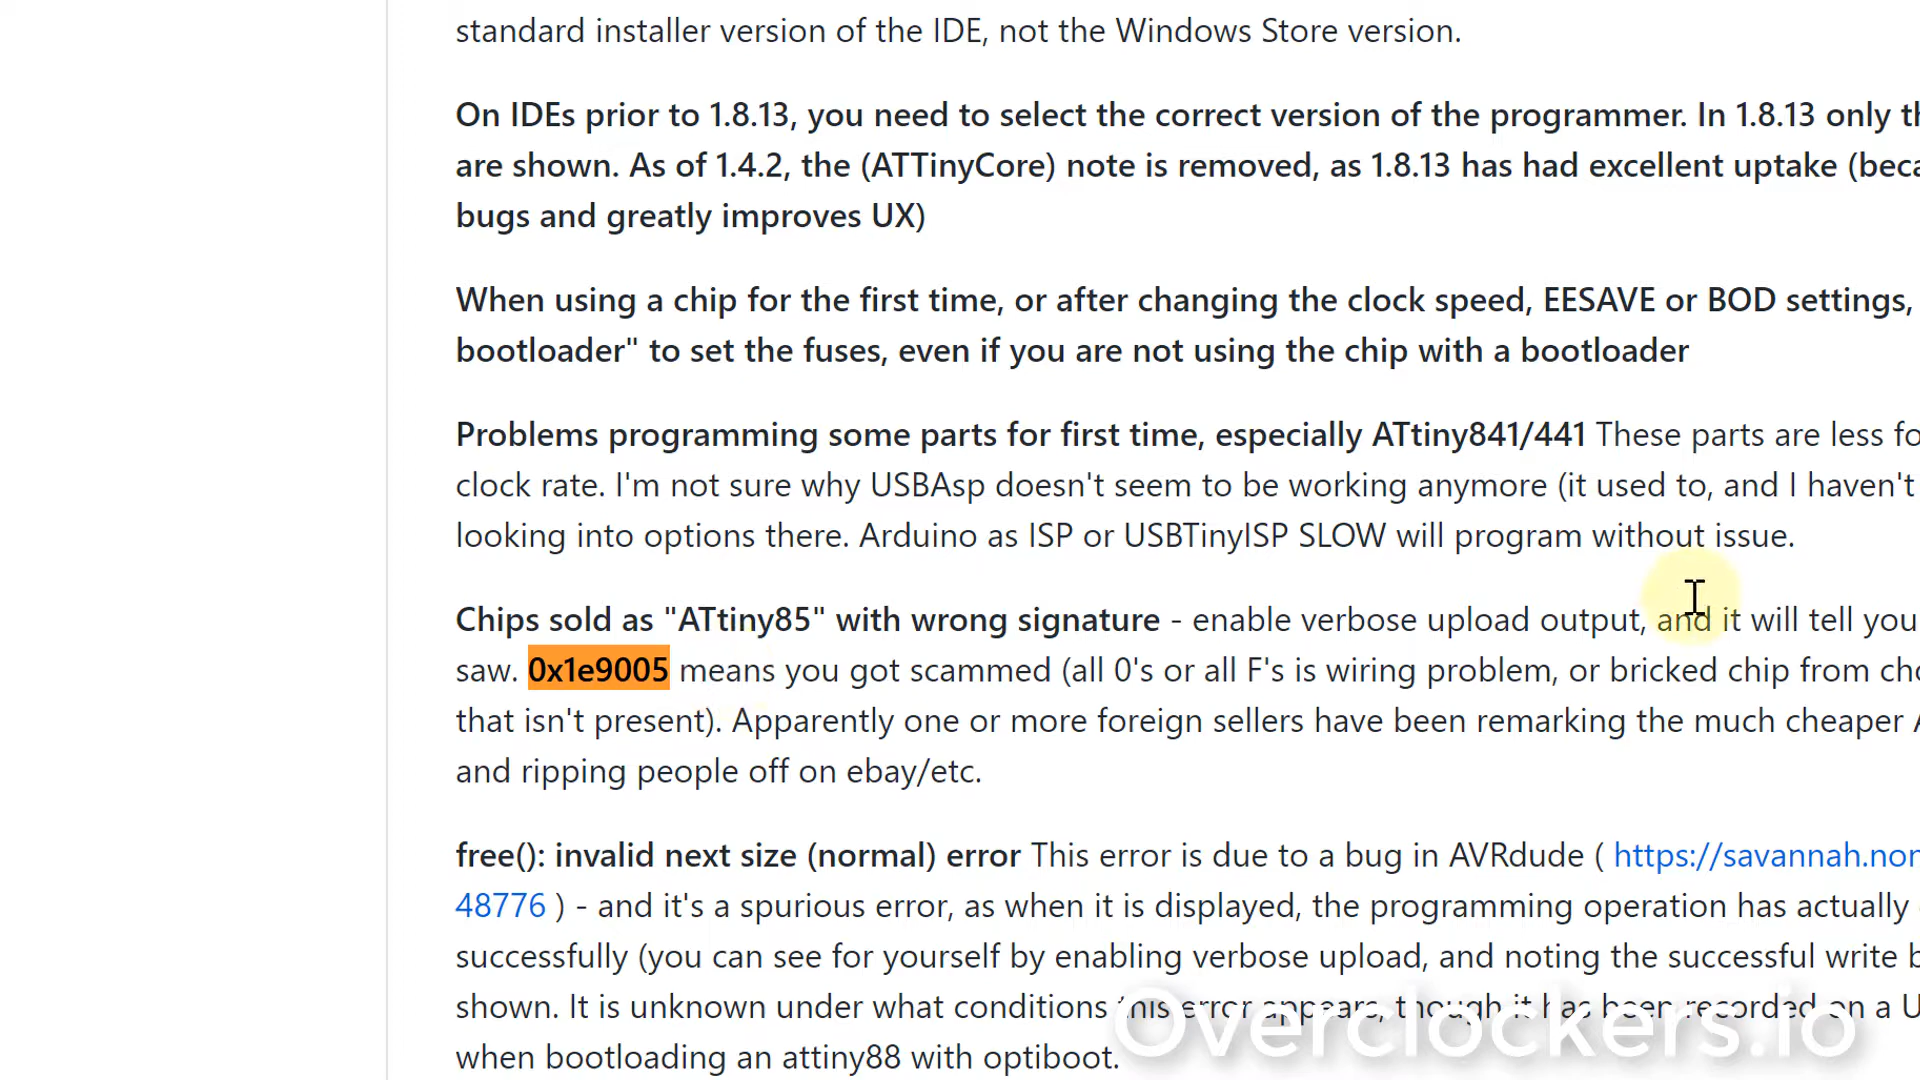 standard installer version of the IDE, not the Windows Store version.
On IDEs prior to 1.8.13, you need to select the correct version of the programmer. In 1.8.13 only
are shown. As of 1.4.2, the (ATTinyCore) note is removed, as 1.8.13 has had excellent uptake
bugs and greatly improves UX)
When using a chip for the first time, or after changing the clock speed, EESAVE or BOD settings,
bootloader" to set the fuses, even if you are not using the chip with a bootloader
Problems programming some parts for first time, especially ATtiny841/441 These parts are less
clock rate. I'm not sure why USBAsp doesn't seem to be working anymore (it used to, and I haven't
looking into options there. Arduino as ISP or USBTinyISP SLOW will program without issue.
Chips sold as "ATtiny85" with wrong signature - enable verbose upload output, and it will tell you
saw. 0x1e9005 means you got scammed (all 0's or all F's is wiring problem, or bricked chip from
that isn't present). Apparently one or more foreign sellers have been remarking the much cheaper
and ripping people off on ebay/etc.
free(): invalid next size (normal) error This error is due to a bug in AVRdude ( https://savannah.non
48776 ) - and it's a spurious error, as when it is displayed, the programming operation has actually
successfully (you can see for yourself by enabling verbose upload, and noting the successful write
shown. It is unknown under what conditions this error appears, though it has been recorded on a
when bootloading an attiny88 with optiboot.
Overclockers.io